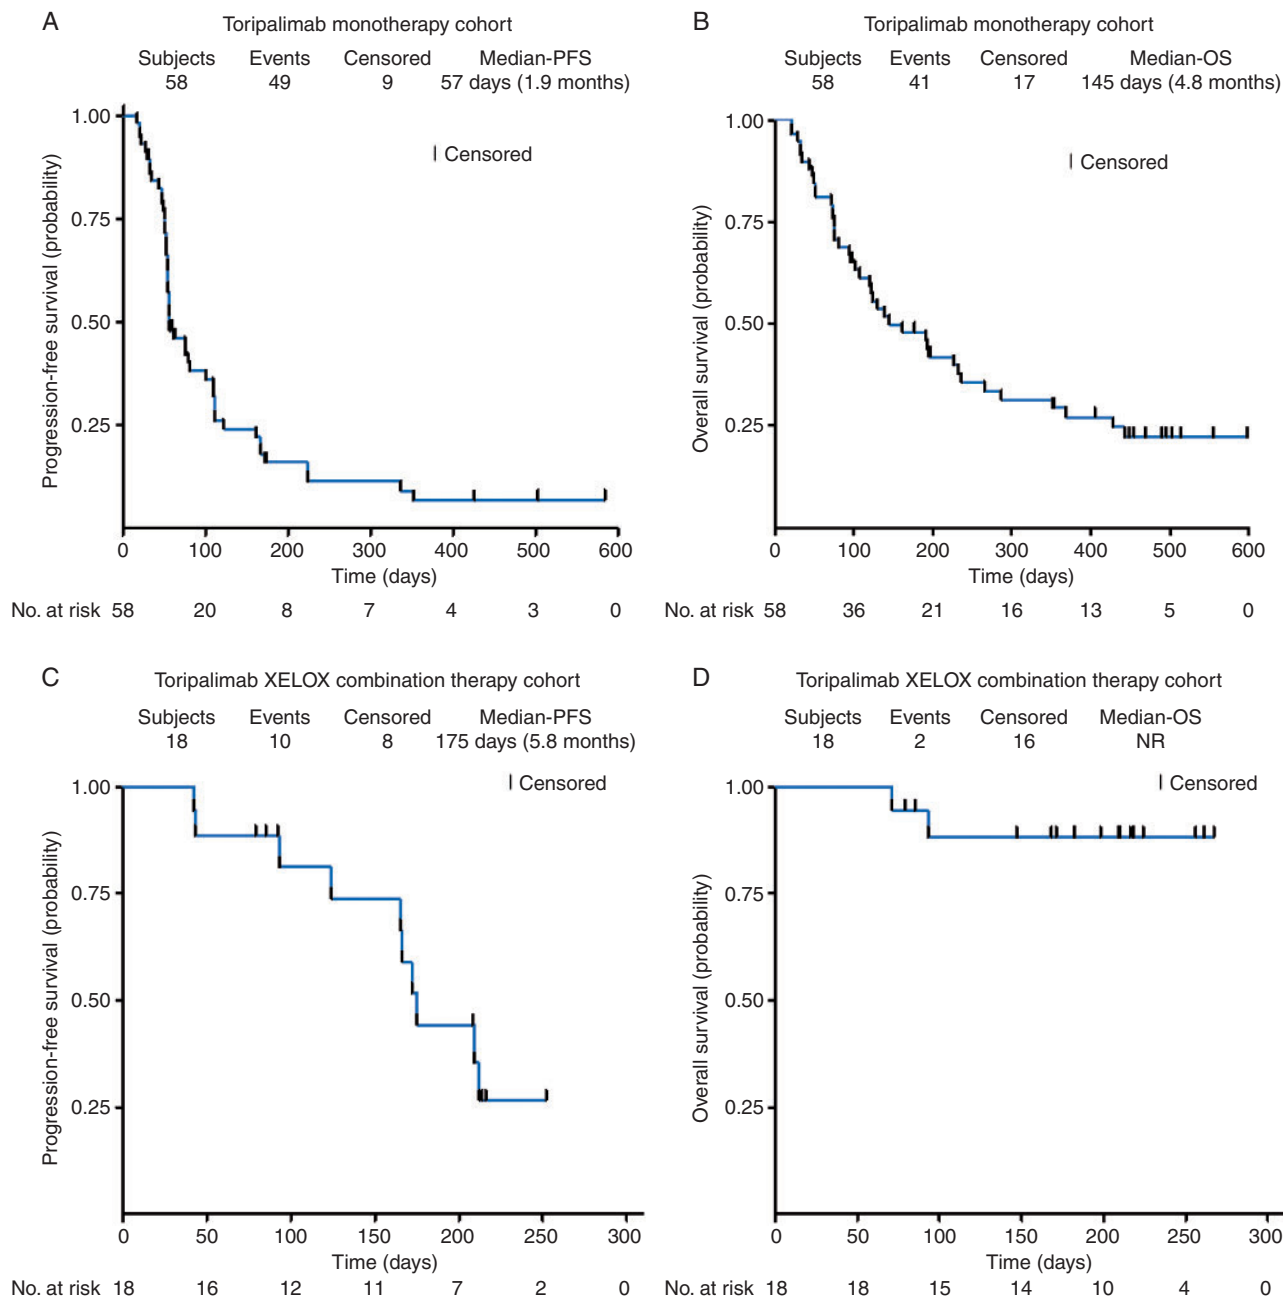 A
Toripalimab monotherapy cohort
Subjects Events Censored Median-PFS
58 49 9 57 days (1.9 months)
Censored
1.00
0.75
0.50
0.25
Progression-free survival (probability)
0 100 200 300 400 500 600
Time (days)
No. at risk 58 20 8 7 4 3 0
B
Toripalimab monotherapy cohort
Subjects Events Censored Median-OS
58 41 17 145 days (4.8 months)
Censored
1.00
0.75
0.50
0.25
Overall survival (probability)
0 100 200 300 400 500 600
Time (days)
No. at risk 58 36 21 16 13 5 0
C
Toripalimab XELOX combination therapy cohort
Subjects Events Censored Median-PFS
18 10 8 175 days (5.8 months)
Censored
1.00
0.75
0.50
0.25
Progression-free survival (probability)
0 50 100 150 200 250 300
Time (days)
No. at risk 18 16 12 11 7 2 0
D
Toripalimab XELOX combination therapy cohort
Subjects Events Censored Median-OS
18 2 16 NR
Censored
1.00
0.75
0.50
0.25
Overall survival (probability)
0 50 100 150 200 250 300
Time (days)
No. at risk 18 18 15 14 10 4 0